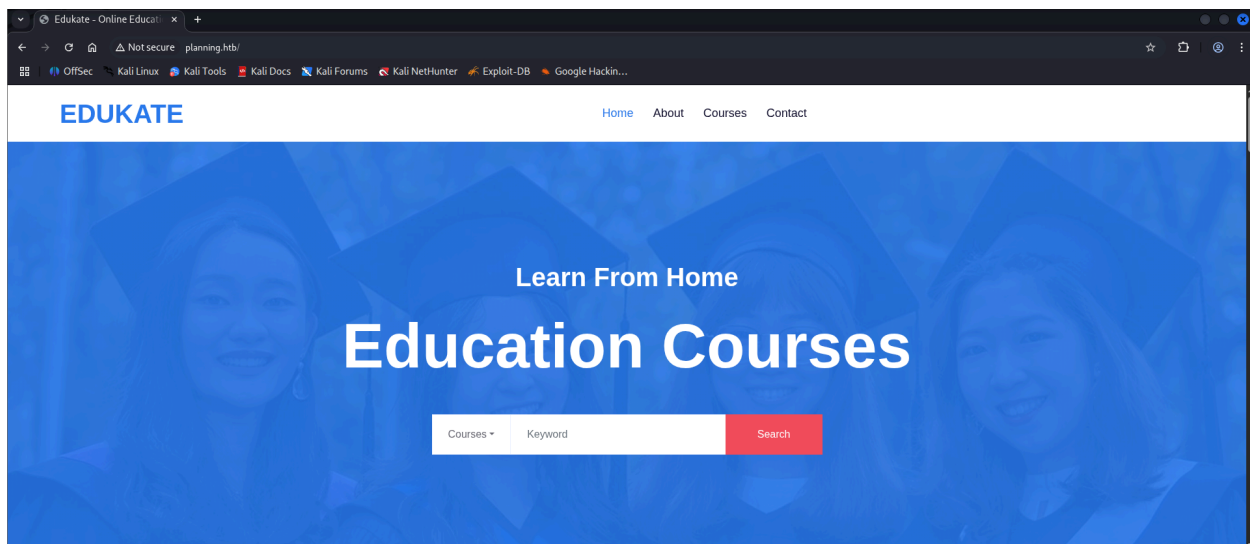 Edukate - Online Educati
Not secure planning.htb/
OffSec Kali Linux Kali Tools Kali Docs Kali Forums Kali NetHunter Exploit-DB Google Hackin...
EDUKATE Home About Courses Contact
Learn From Home
Education Courses
Courses Keyword Search